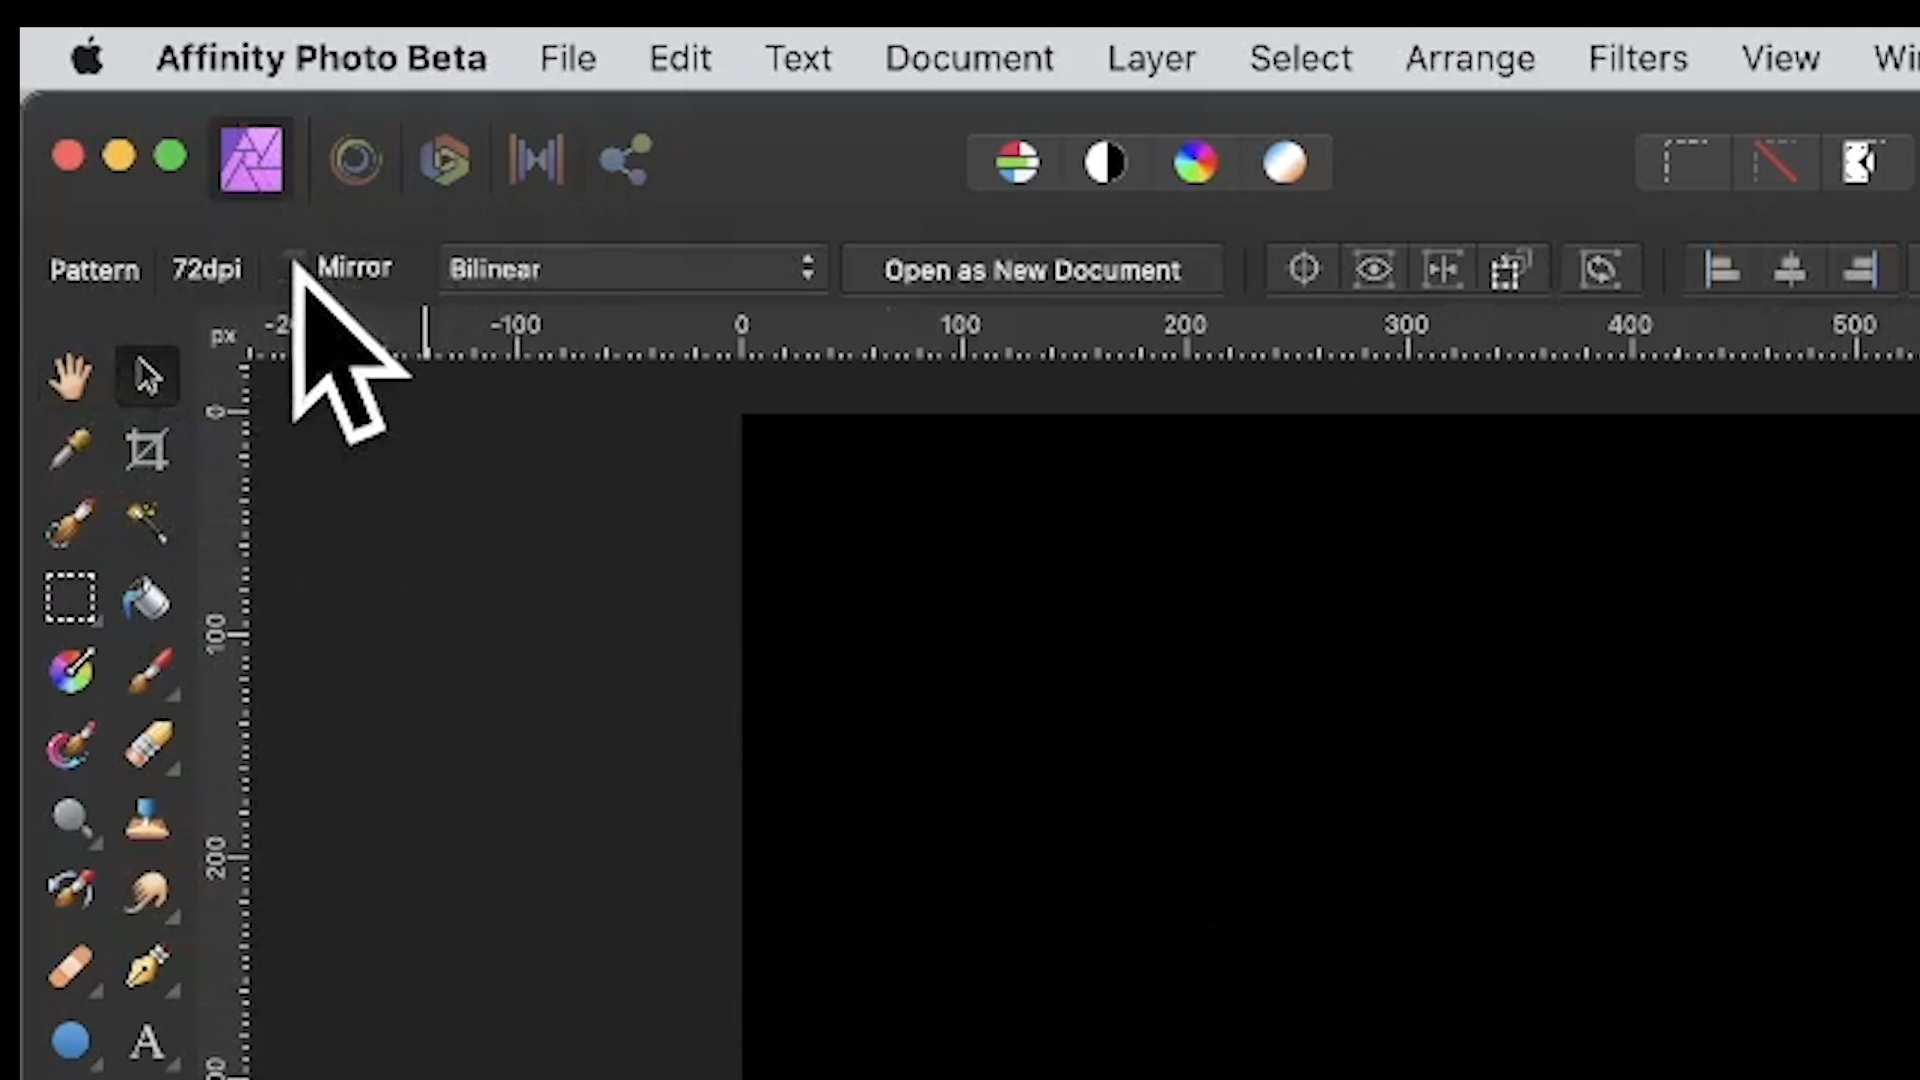 Affinity Photo Beta File Edit Text Document Layer Select Arrange Filters View
Pattern 72dpi Mirror Bilinear Open as New Document
px -100 0 100 200 300 400 500
0
100
200
A